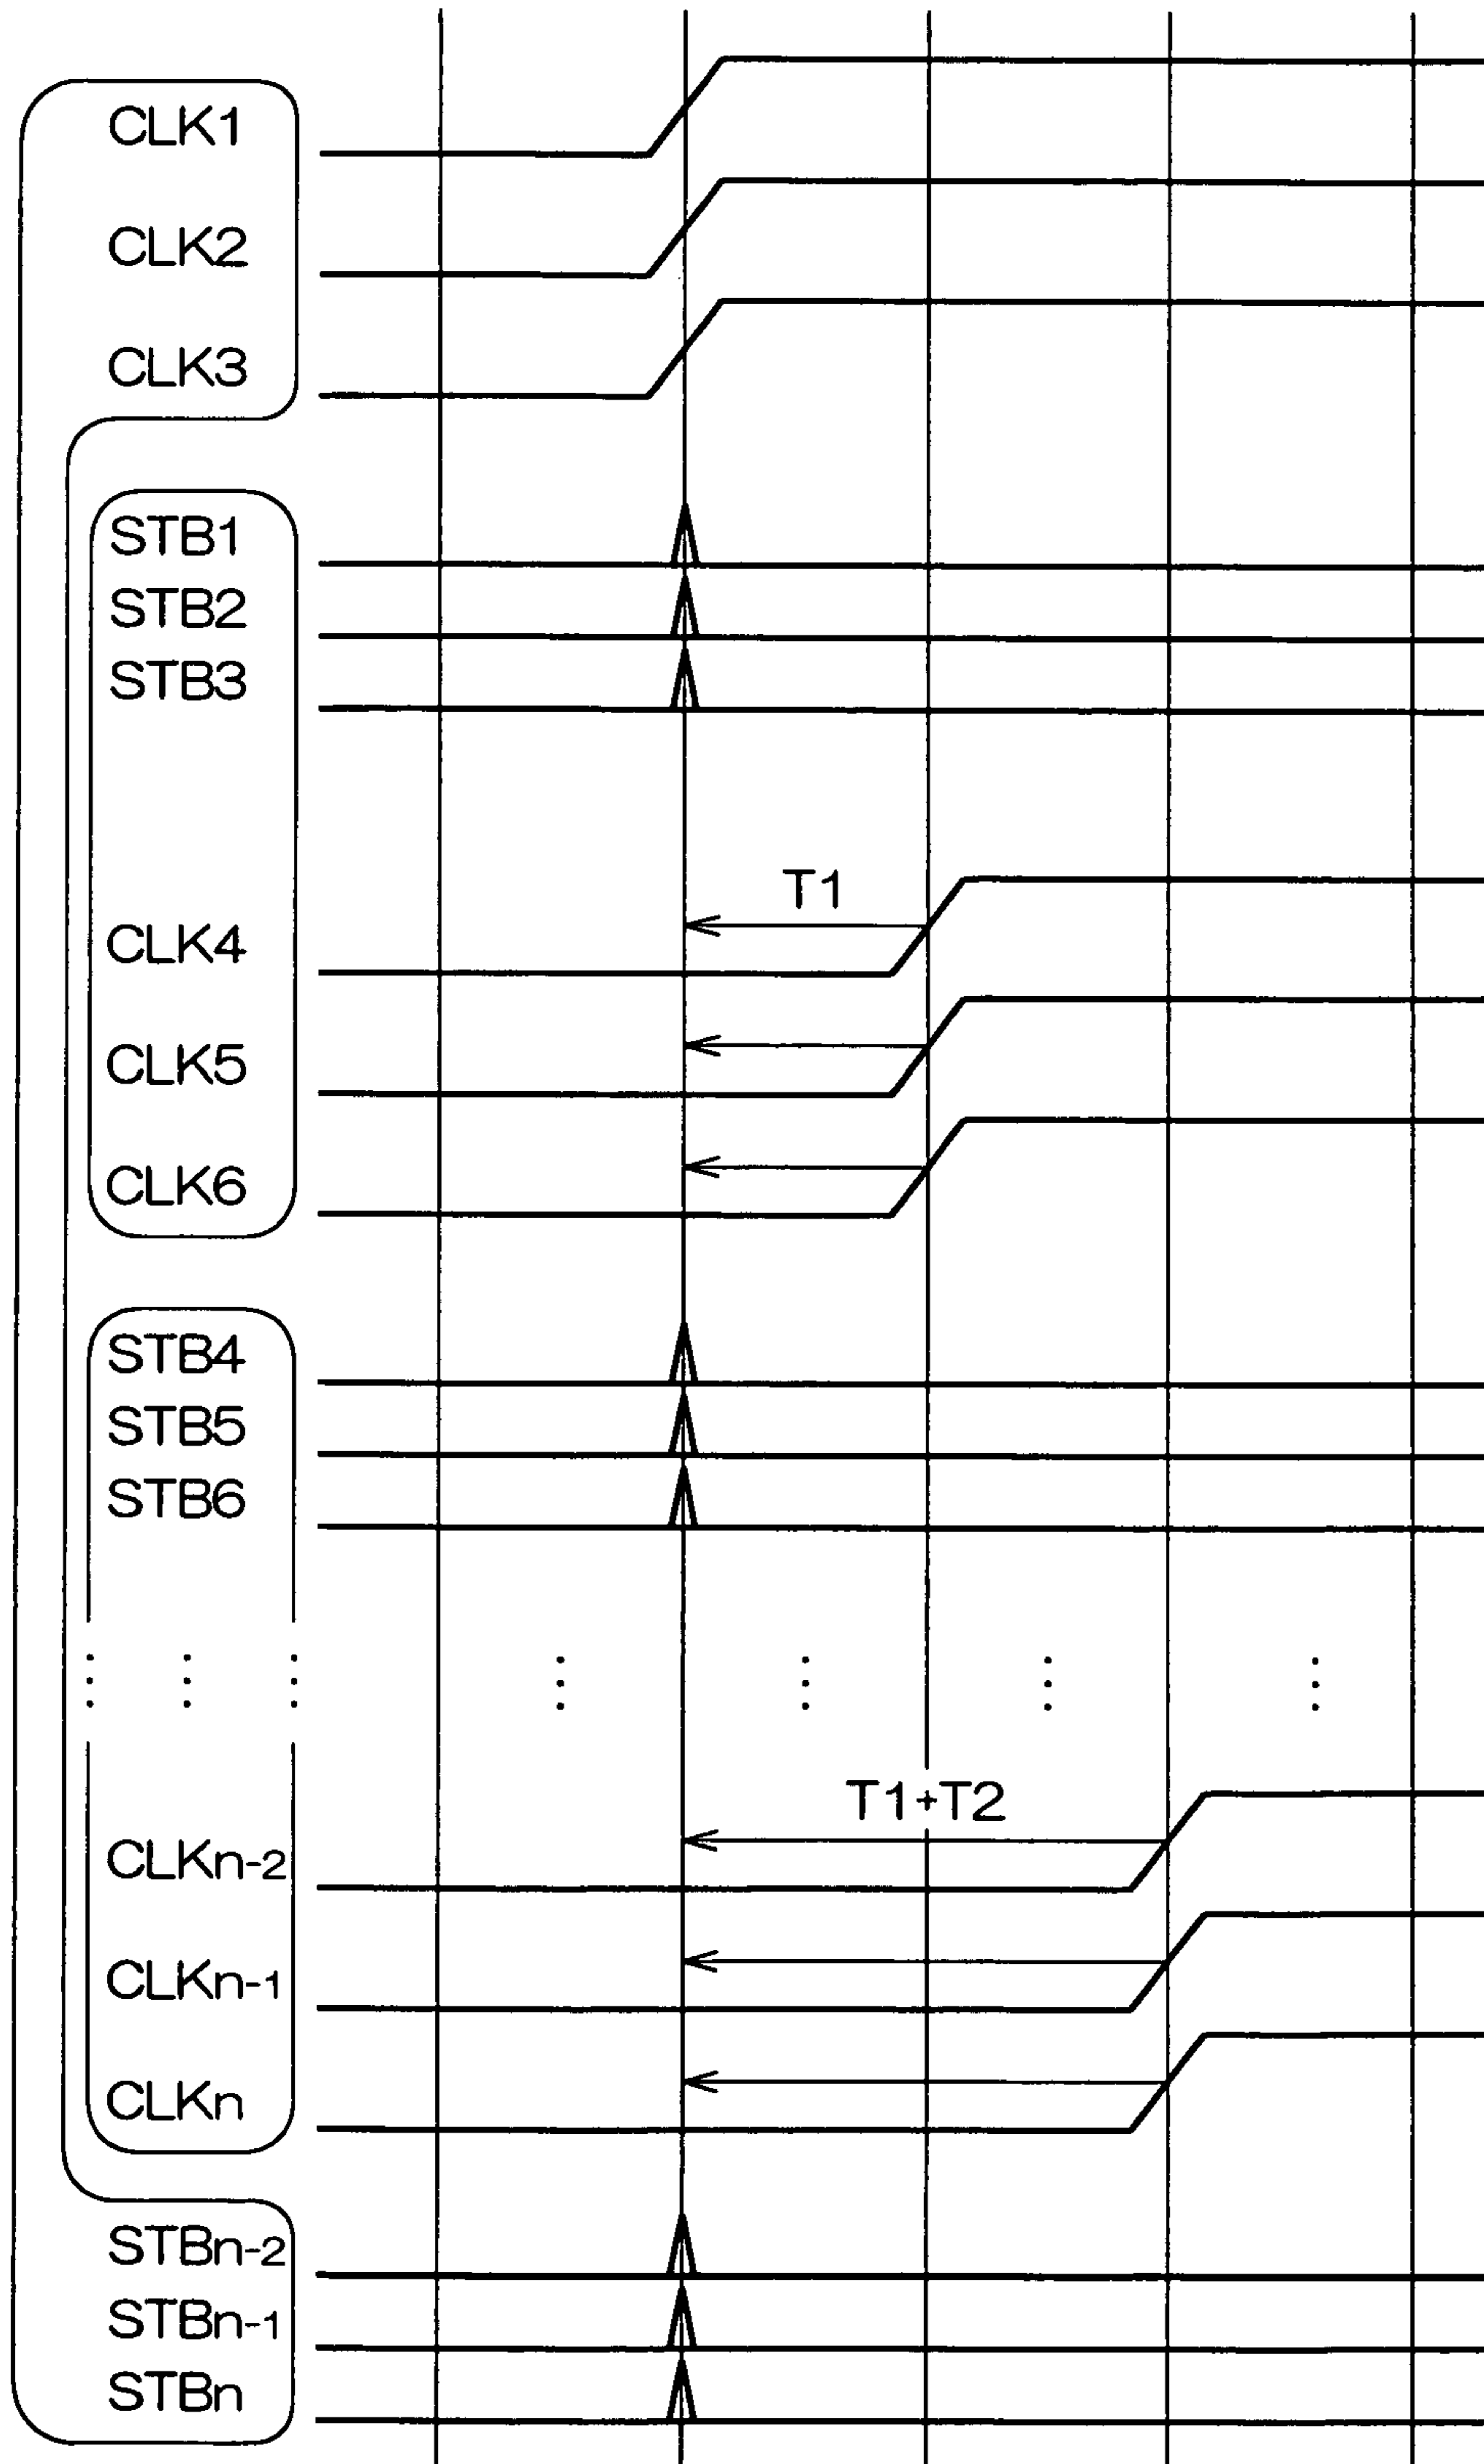 CLK1
CLK2
CLK3
STB1
STB2
STB3
T1
CLK4
CLK5
CLK6
STB4
STB5
STB6
T1+T2
CLKn-2
CLKn-1
CLKn
STBn-2
STBn-1
STBn